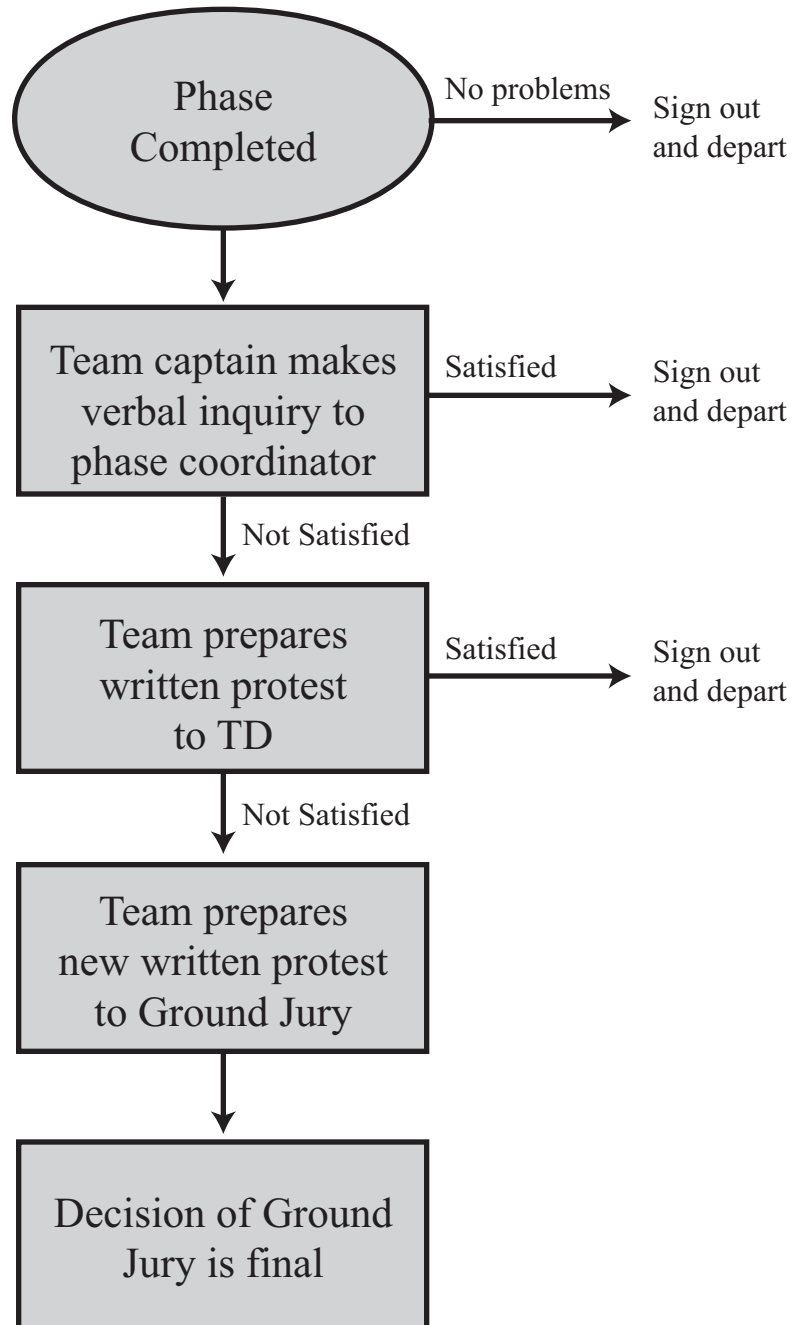 Phase
Completed
No problems
Sign out
and depart
Team captain makes
verbal inquiry to
phase coordinator
Satisfied
Sign out
and depart
Not Satisfied
Team prepares
written protest
to TD
Satisfied
Sign out
and depart
Not Satisfied
Team prepares
new written protest
to Ground Jury
Decision of Ground
Jury is final